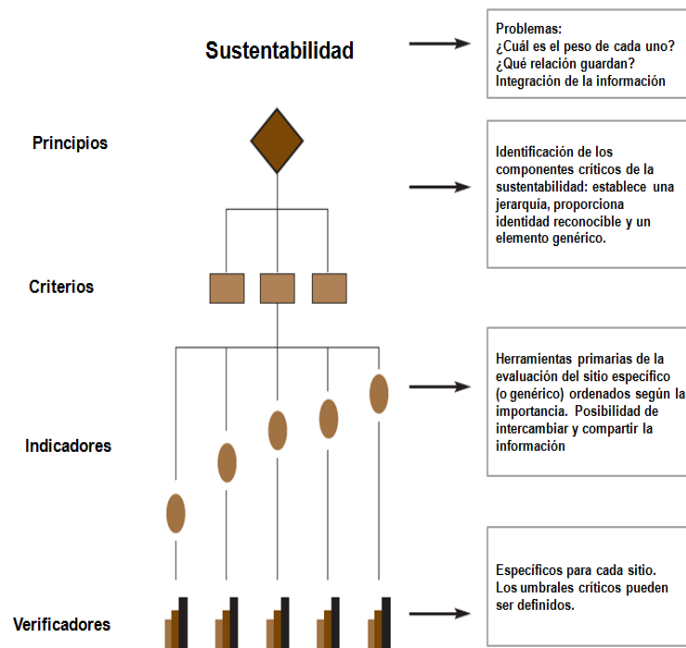 Sustentabilidad
Problemas:
¿Cuál es el peso de cada uno?
¿Qué relación guardan?
Integración de la información
Principios
Identificación de los
componentes críticos de la
sustentabilidad: establece una
jerarquía, proporciona
identidad reconocible y un
elemento genérico.
Criterios
Herramientas primarias de la
evaluación del sitio específico
(o genérico) ordenados según la
importancia. Posibilidad de
intercambiar y compartir la
información
Indicadores
Específicos para cada sitio.
Los umbrales críticos pueden
ser definidos.
Verificadores